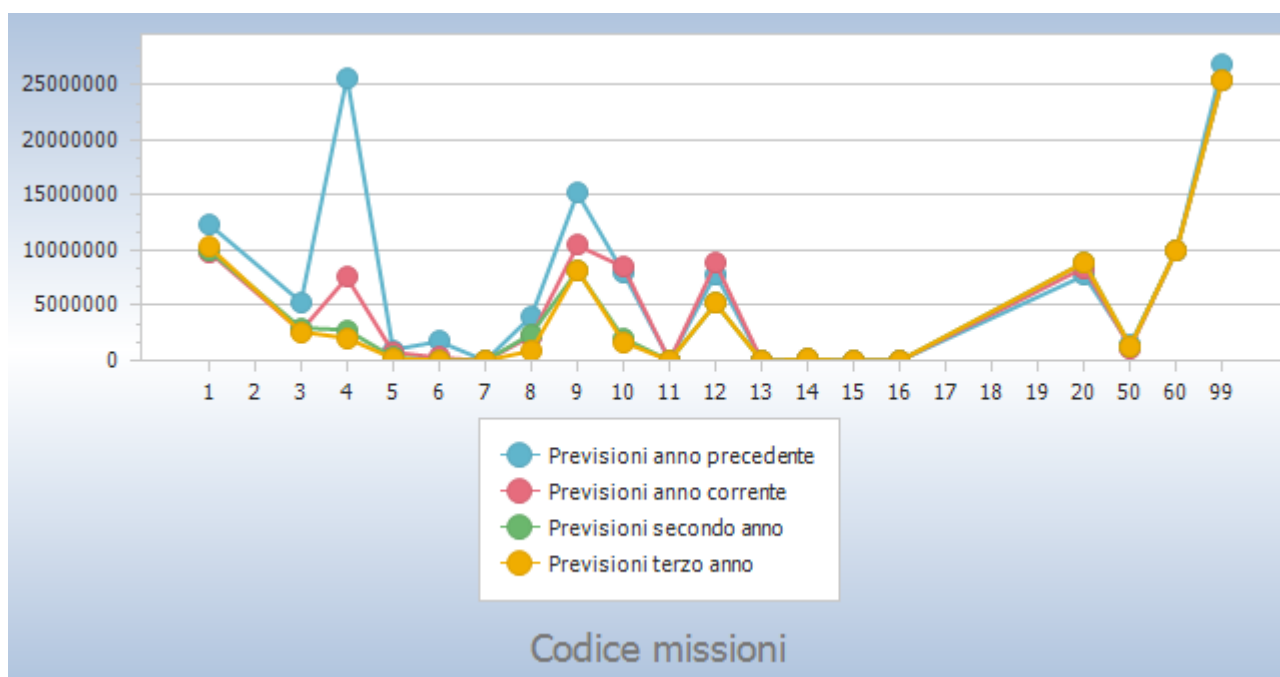 25000000
20000000
15000000
10000000
5000000
0
1 2 3 4 5 6 7 8 9 10 11 12 13 14 15 16 17 18 19 20 50 60 99
Previsioni anno precedente
Previsioni anno corrente
Previsioni secondo anno
Previsioni terzo anno
Codice missioni